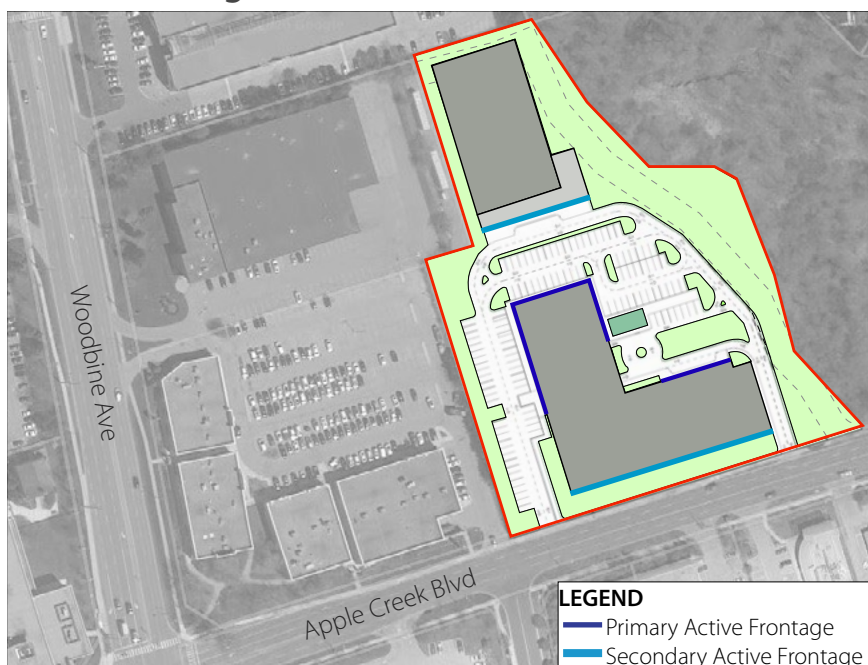 Woodbine Ave
Apple Creek Blvd
LEGEND
Primary Active Frontage
Secondary Active Frontage